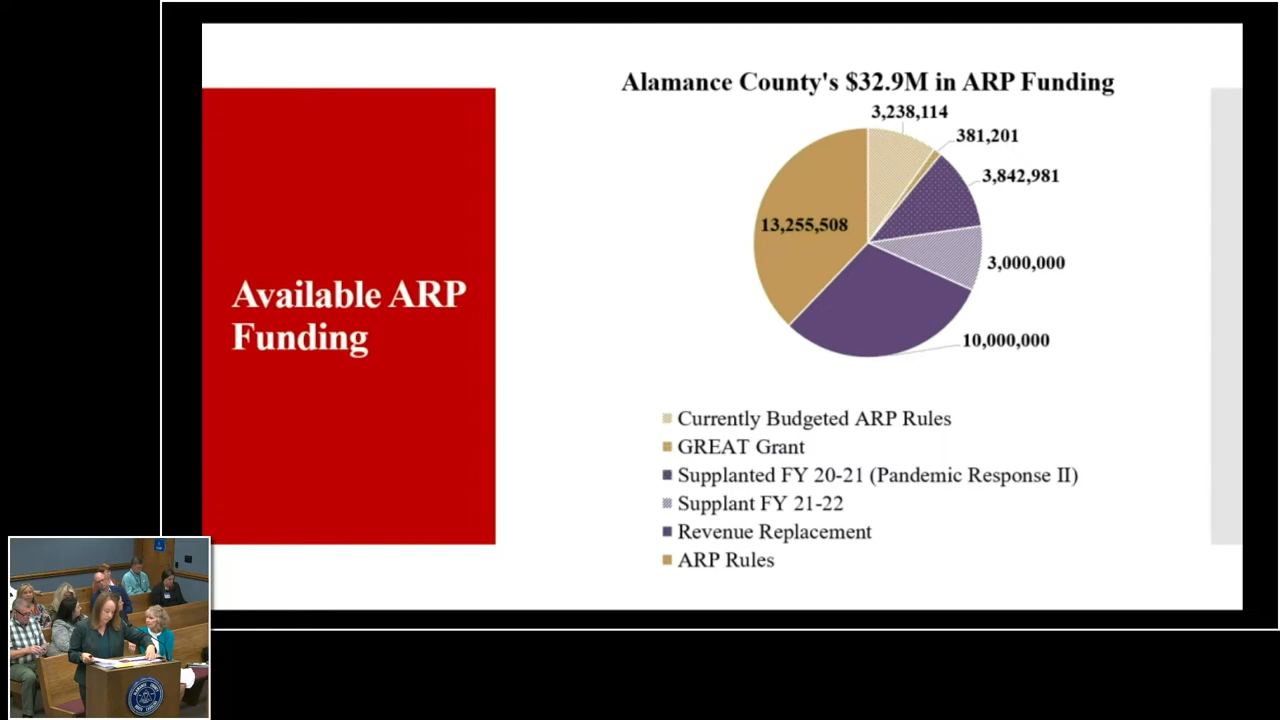 Available ARP
Funding
Alamance County's $32.9M in ARP Funding
3,238,114
381,201
3,842,981
13,255,508
3,000,000
10,000,000
Currently Budgeted ARP Rules
GREAT Grant
Supplanted FY 20-21 (Pandemic Response II)
Supplant FY 21-22
Revenue Replacement
ARP Rules